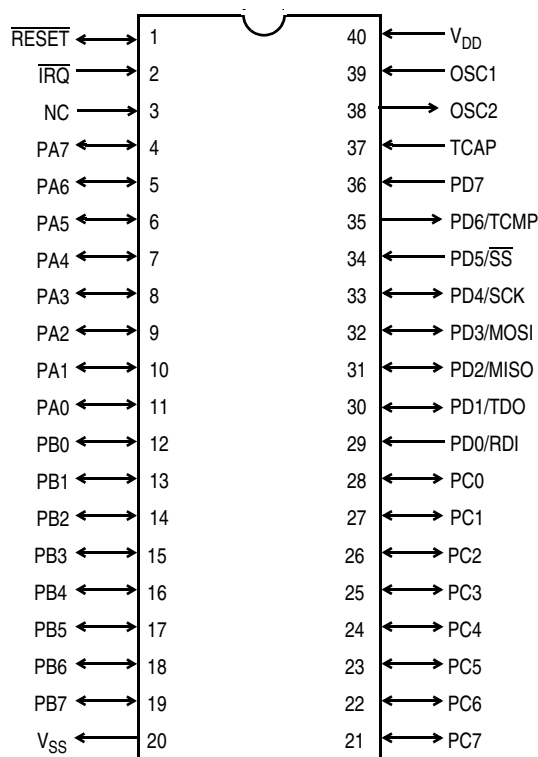 R̅E̅S̅E̅T̅ 1 40 VDD
I̅R̅Q̅ 2 39 OSC1
NC 3 38 OSC2
PA7 4 37 TCAP
PA6 5 36 PD7
PA5 6 35 PD6/TCMP
PA4 7 34 PD5/S̅S̅
PA3 8 33 PD4/SCK
PA2 9 32 PD3/MOSI
PA1 10 31 PD2/MISO
PA0 11 30 PD1/TDO
PB0 12 29 PD0/RDI
PB1 13 28 PC0
PB2 14 27 PC1
PB3 15 26 PC2
PB4 16 25 PC3
PB5 17 24 PC4
PB6 18 23 PC5
PB7 19 22 PC6
VSS 20 21 PC7